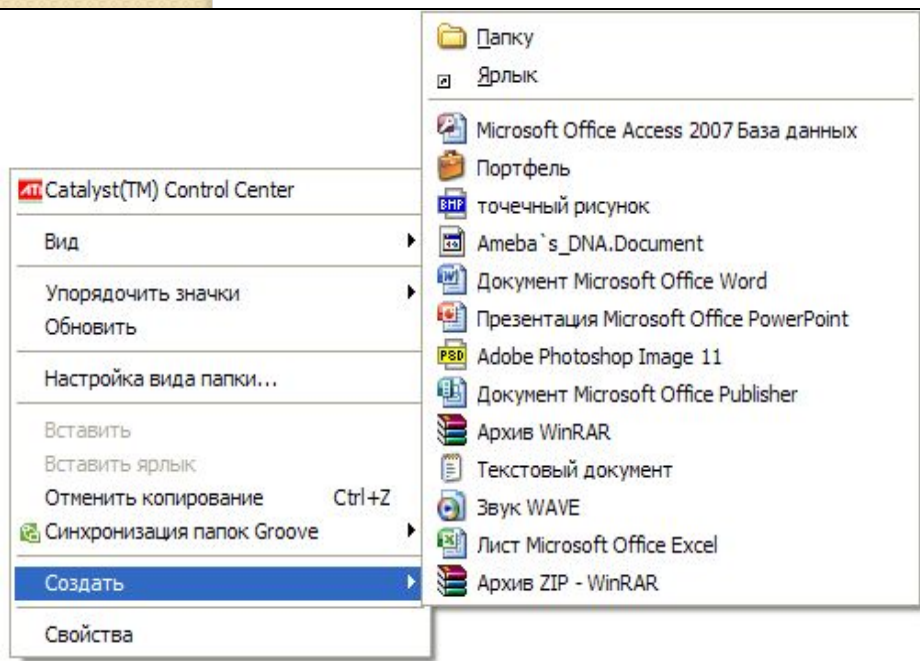 ATI Catalyst(TM) Control Center
Вид
Упорядочить значки
Обновить
Настройка вида папки...
Вставить
Вставить ярлык
Отменить копирование Ctrl+Z
Синхронизация папок Groove
Создать
Свойства
Папку
Ярлык
Microsoft Office Access 2007 База данных
Портфель
BMP точечный рисунок
Ameba`s_DNA.Document
Документ Microsoft Office Word
Презентация Microsoft Office PowerPoint
PSD Adobe Photoshop Image 11
Документ Microsoft Office Publisher
Архив WinRAR
Текстовый документ
Звук WAVE
Лист Microsoft Office Excel
Архив ZIP - WinRAR